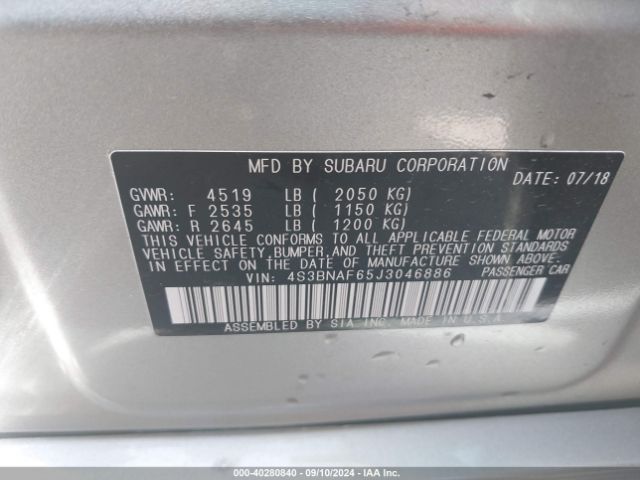 MFD BY SUBARU CORPORATION
DATE: 07/18
GVWR: 4519 LB ( 2050 KG)
GAWR: F 2535 LB ( 1150 KG)
GAWR: R 2645 LB ( 1200 KG)
THIS VEHICLE CONFORMS TO ALL APPLICABLE FEDERAL MOTOR
VEHICLE SAFETY, BUMPER, AND THEFT PREVENTION STANDARDS
IN EFFECT ON THE DATE OF MANUFACTURE SHOWN ABOVE.
VIN: 4S3BNAF65J3046886 PASSENGER CAR
ASSEMBLED BY SIA INC. MADE IN U.S.A.
000-40280840 - 09/10/2024 - IAA Inc.